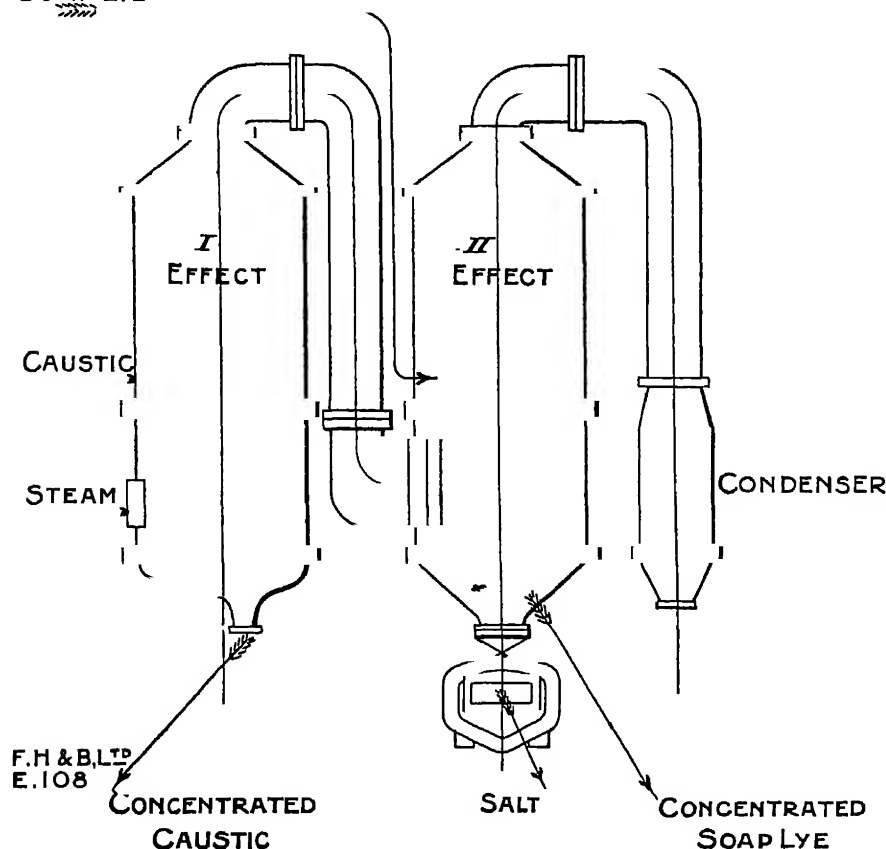 I
EFFECT
II
EFFECT
CAUSTIC
STEAM
CONDENSER
F.H & B, LTD
E.108
CONCENTRATED
CAUSTIC
SALT
CONCENTRATED
SOAP LYE